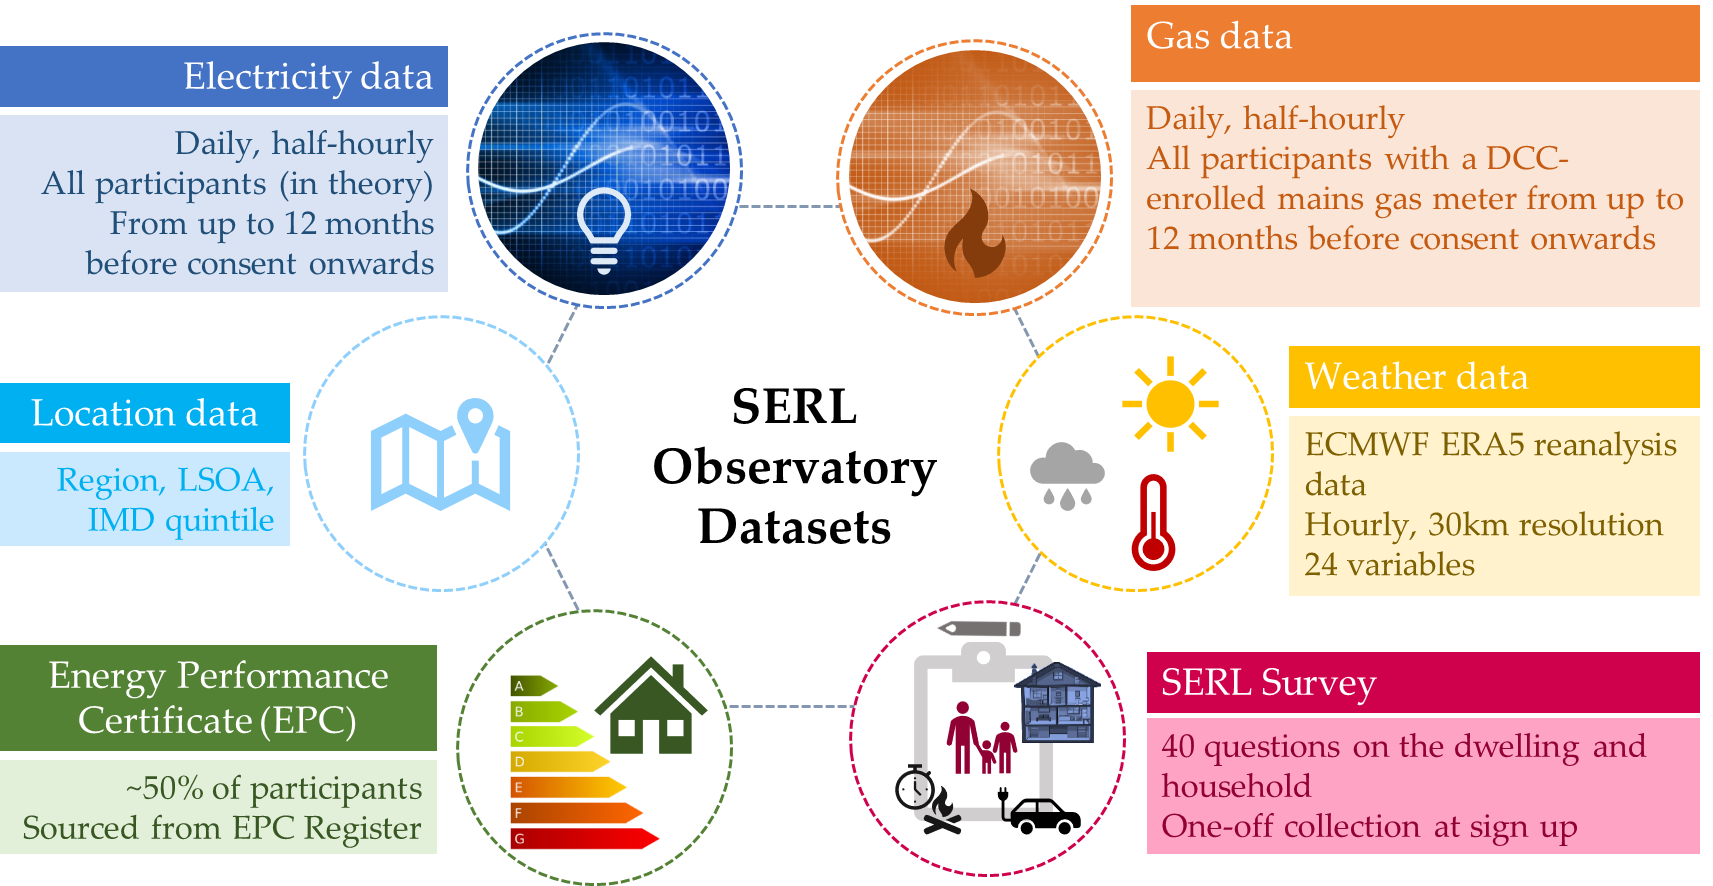 Electricity data
Daily, half-hourly
All participants (in theory)
From up to 12 months
before consent onwards
Gas data
Daily, half-hourly
All participants with a DCC-
enrolled mains gas meter from up to
12 months before consent onwards
Location data
Region, LSOA,
IMD quintile
SERL
Observatory
Datasets
Weather data
ECMWF ERA5 reanalysis
data
Hourly, 30km resolution
24 variables
Energy Performance
Certificate (EPC)
~50% of participants
Sourced from EPC Register
A
B
C
D
E
F
G
SERL Survey
40 questions on the dwelling and
household
One-off collection at sign up